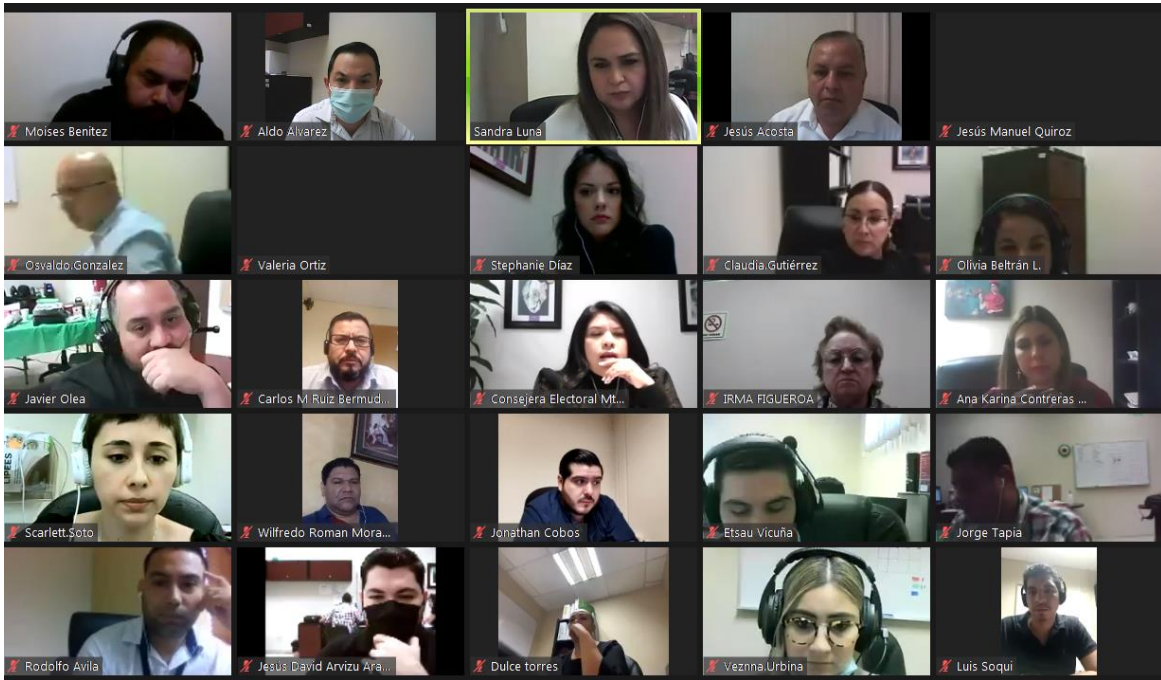 Moises Benitez
Aldo Alvarez
Sandra Luna
Jesús Acosta
Jesús Manuel Quiroz
Osvaldo.Gonzalez
Valeria Ortiz
Stephanie Díaz
Claudia.Gutiérrez
Olivia Beltrán L.
Javier Olea
Carlos M Ruiz Bermud...
Consejera Electoral Mt...
IRMA FIGUEROA
Ana Karina Contreras ...
IPEES
Scarlett.Soto
Wilfredo Roman Mora...
Jonathan Cobos
Etsau Vicuña
Jorge Tapia
Rodolfo Avila
Jesús David Arvizu Ara...
Dulce torres
Veznna.Urbina
Luis Soqui